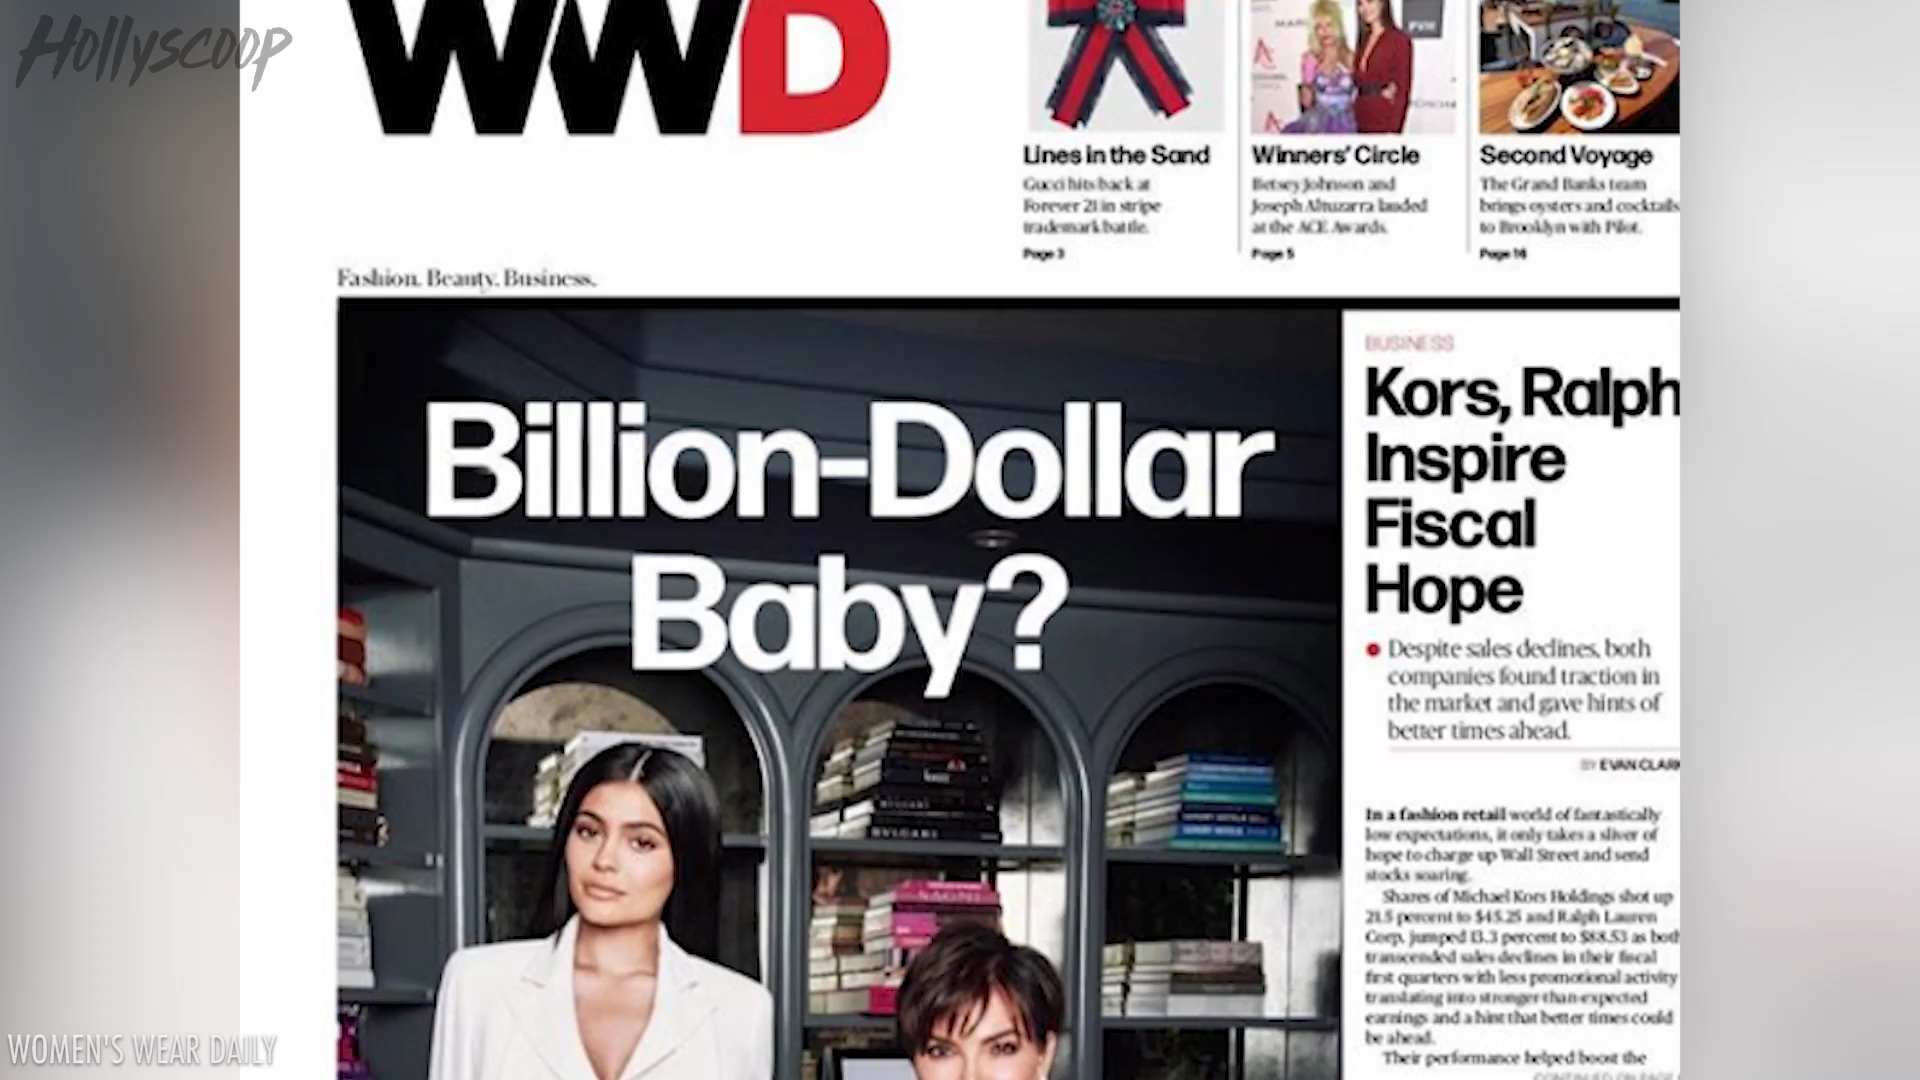 Hollyscoop
WWD
Lines in the Sand
Gucci hits back at
Forever 21 in stripe
trademark battle.
Page 3
Winners' Circle
Betsey Johnson and
Joseph Altuzarra lauded
at the ACE Awards.
Page 5
Second Voyage
The Grand Banks team
brings oysters and cocktails
to Brooklyn with Pilot.
Page 16
Fashion. Beauty. Business.
Billion-Dollar
Baby?
BUSINESS
Kors, Ralph
Inspire
Fiscal
Hope
Despite sales declines, both
companies found traction in
the market and gave hints of
better times ahead.
BY EVAN CLARK
In a fashion retail world of fantastically
low expectations, it only takes a sliver of
hope to charge up Wall Street and send
stocks soaring.
Shares of Michael Kors Holdings shot up
21.5 percent to $45.25 and Ralph Lauren
Corp. jumped 13.3 percent to $88.53 as both
transcended sales declines in their fiscal
first quarters with less promotional activity
translating into stronger than expected
earnings and a hint that better times could
be ahead.
Their performance helped boost the
BVLGARI
WOMEN'S WEAR DAILY